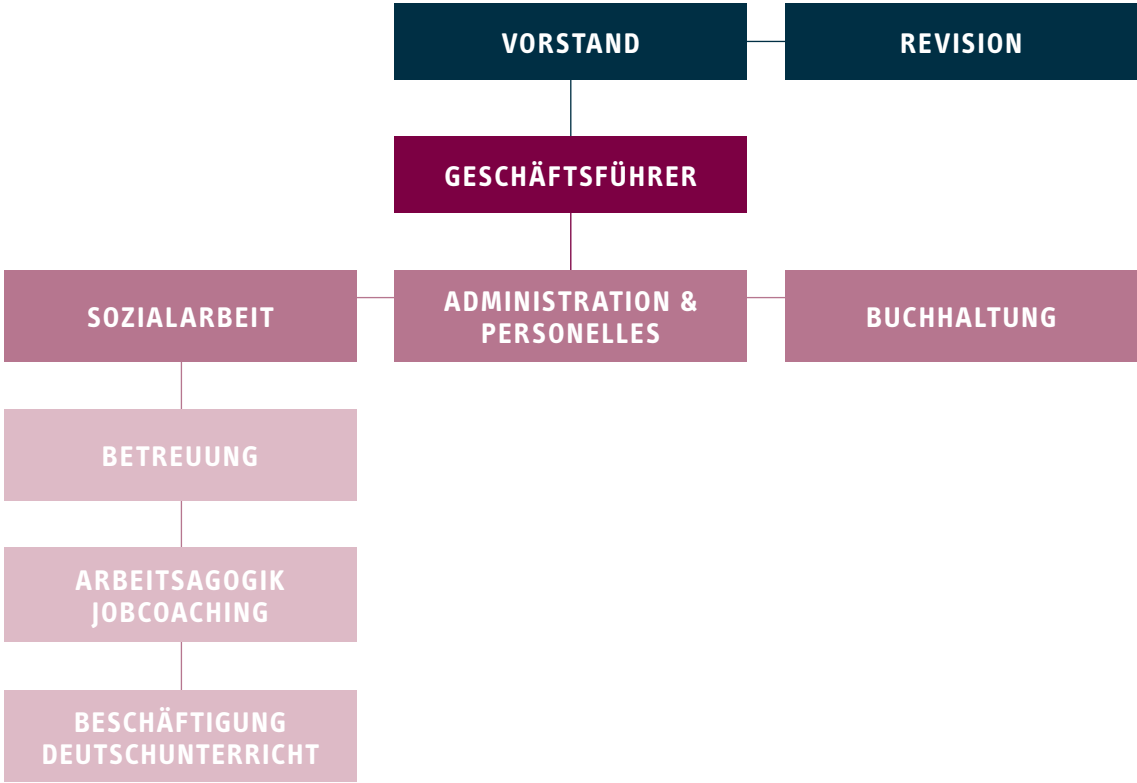 VORSTAND
REVISION
GESCHÄFTSFÜHRER
SOZIALARBEIT
ADMINISTRATION &
PERSONELLES
BUCHHALTUNG
BETREUUNG
ARBEITSAGOGIK
JOBCOACHING
BESCHÄFTIGUNG
DEUTSCHUNTERRICHT